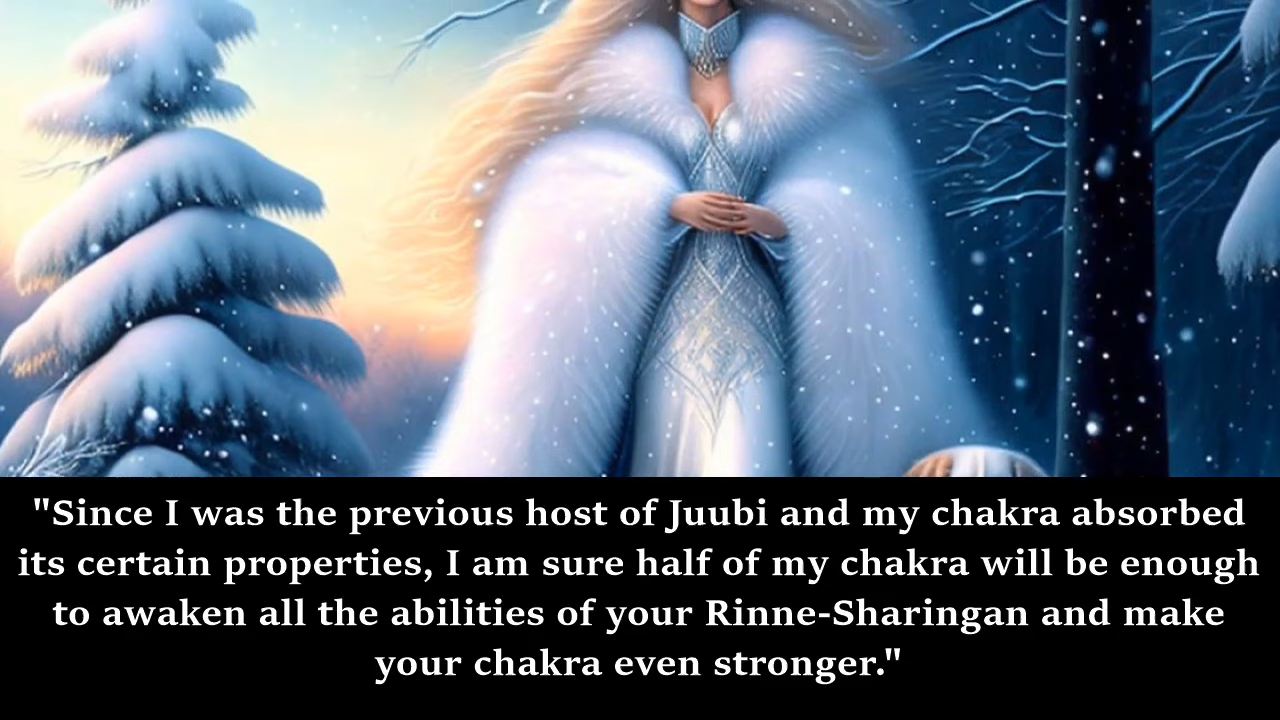 "Since I was the previous host of Juubi and my chakra absorbed
its certain properties, I am sure half of my chakra will be enough
to awaken all the abilities of your Rinne-Sharingan and make
your chakra even stronger."